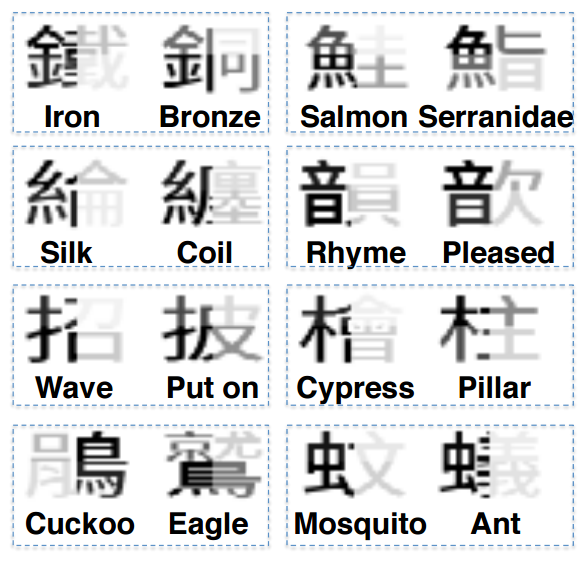 鐵 銅 鮭 鮨
Iron Bronze Salmon Serranidae
綸 纏 韻 歆
Silk Coil Rhyme Pleased
招 披 檜 柱
Wave Put on Cypress Pillar
鵑 鷲 蚊 蟻
Cuckoo Eagle Mosquito Ant